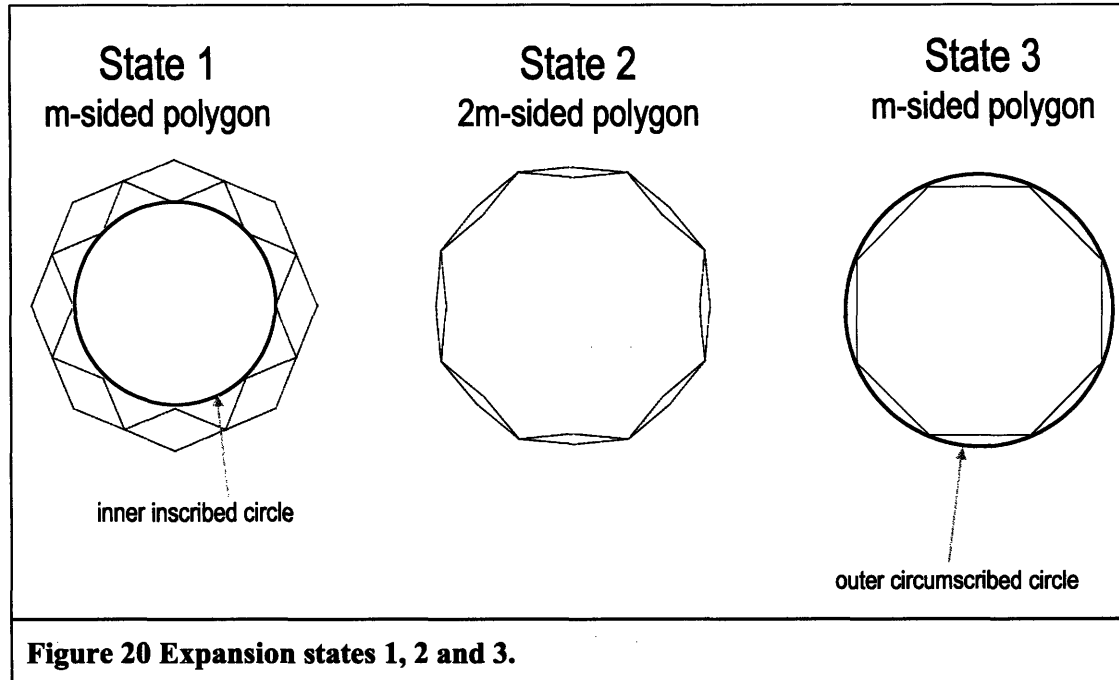 State 1
m-sided polygon
State 2
2m-sided polygon
State 3
m-sided polygon
inner inscribed circle
outer circumscribed circle
Figure 20 Expansion states 1, 2 and 3.